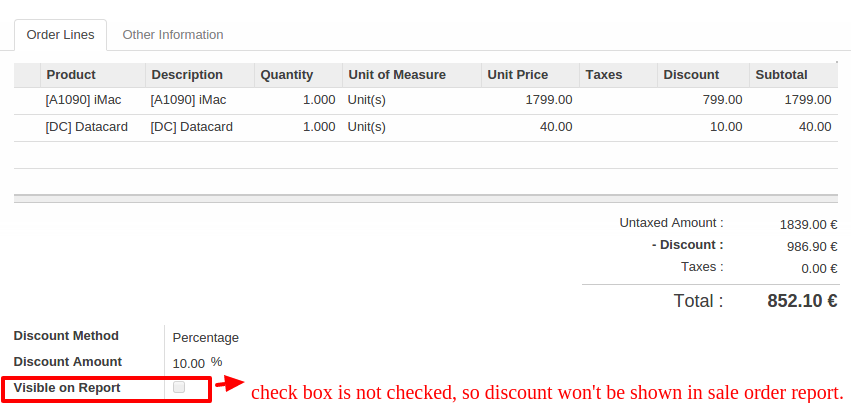 Order Lines Other Information
Product Description Quantity Unit of Measure Unit Price Taxes Discount Subtotal
[A1090] iMac [A1090] iMac 1.000 Unit(s) 1799.00 799.00 1799.00
[DC] Datacard [DC] Datacard 1.000 Unit(s) 40.00 10.00 40.00
Untaxed Amount : 1839.00 €
- Discount : 986.90 €
Taxes : 0.00 €
Total : 852.10 €
Discount Method Percentage
Discount Amount 10.00 %
Visible on Report check box is not checked, so discount won't be shown in sale order report.